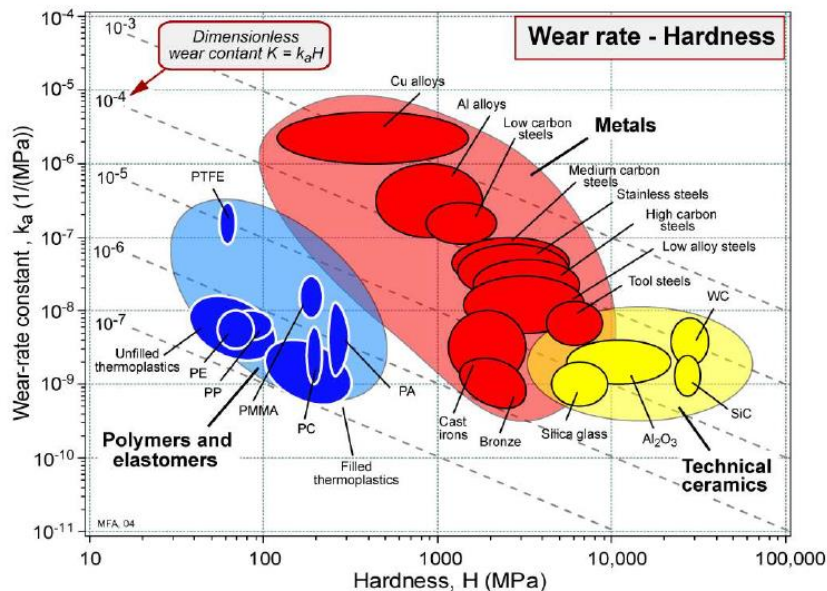 Wear rate - Hardness
Dimensionless
wear contant K = kₐH
10⁻³
10⁻⁴
10⁻⁵
10⁻⁶
10⁻⁷
Wear-rate constant , kₐ (1/(MPa))
10⁻⁴
10⁻⁵
10⁻⁶
10⁻⁷
10⁻⁸
10⁻⁹
10⁻¹⁰
10⁻¹¹
Cu alloys
Al alloys
Low carbon
steels
Metals
Medium carbon
steels
Stainless steels
High carbon
steels
Low alloy steels
Tool steels
WC
PTFE
Unfilled
thermoplastics
PE
PP
PMMA
PC
PA
Polymers and
elastomers
Filled
thermoplastics
Cast
irons
Bronze
Silica glass
Al₂O₃
SiC
Technical
ceramics
MFA, 04
10
100
1000
10,000
100,000
Hardness, H (MPa)